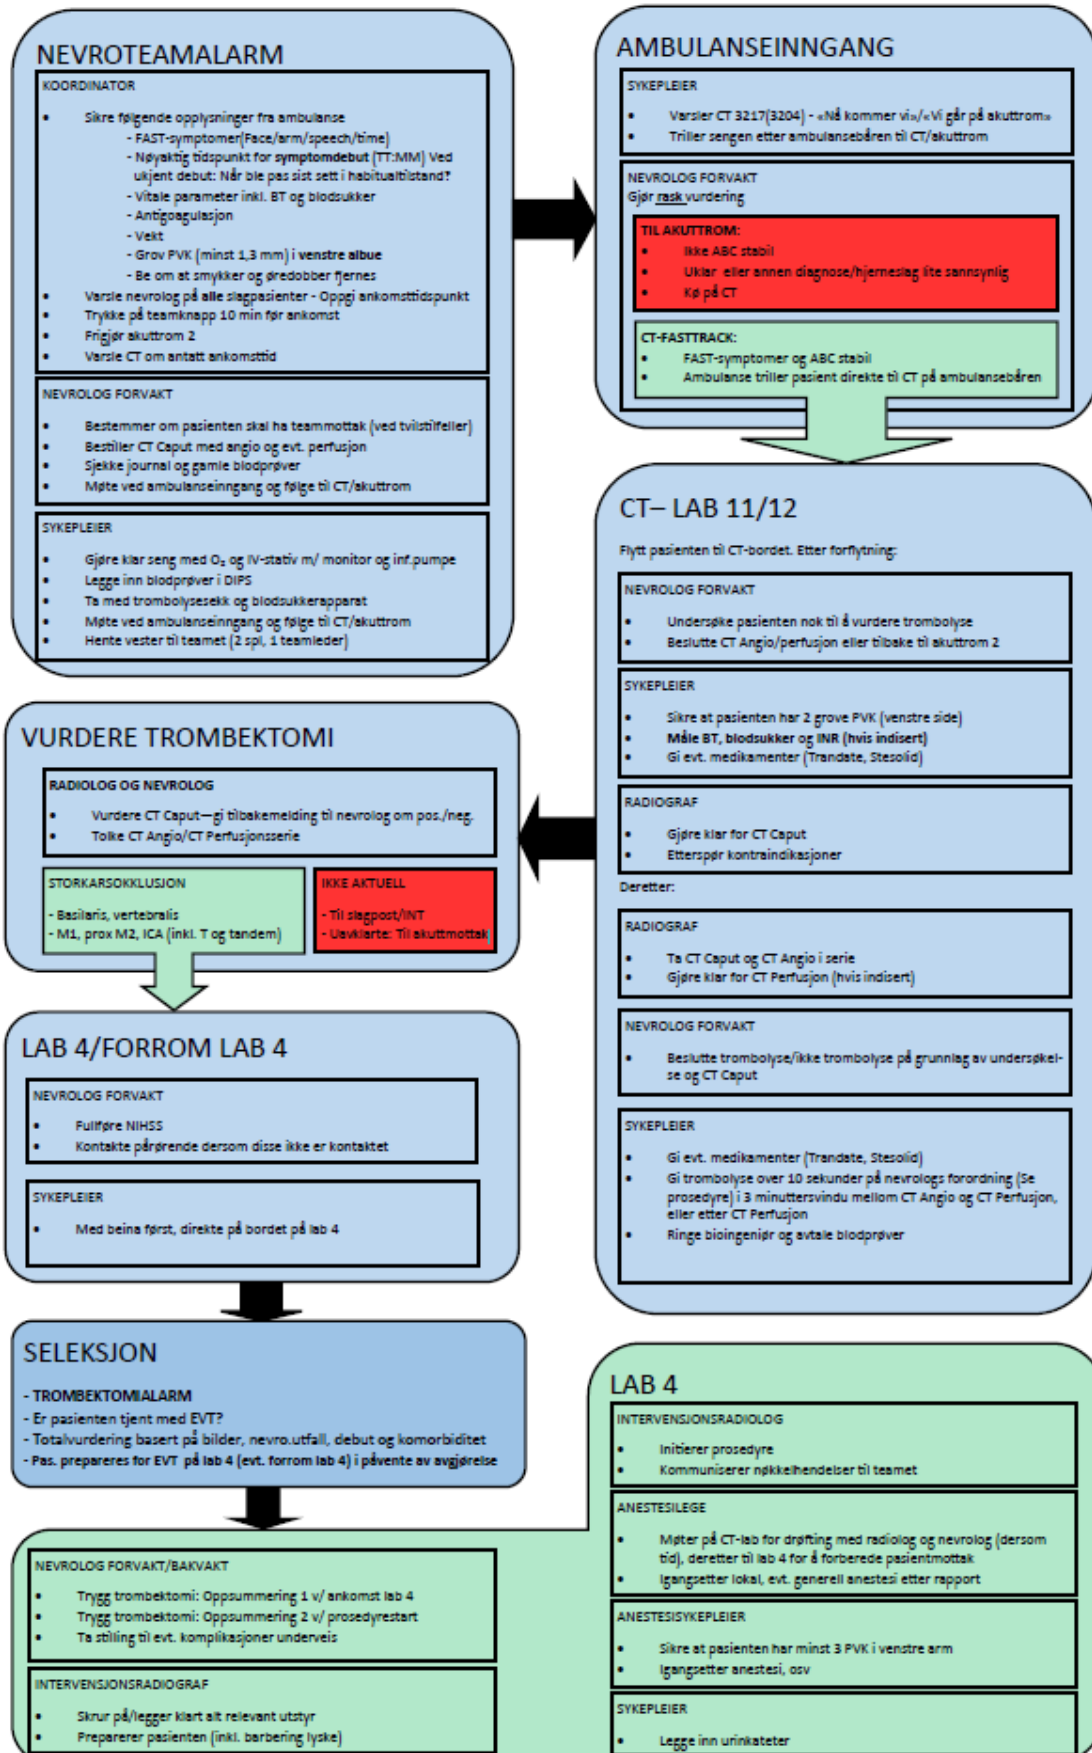 NEVROTEAMALARM
KOORDINATOR
• Sikre følgende opplysninger fra ambulanse
- FAST-symptomer(Face/arm/speech/time)
- Nøyaktig tidspunkt for symptomdebut (TT:MM) Ved
ukjent debut: Når ble pas sist sett i habitualtilstand?
- Vitale parameter inkl. BT og blodsukker
- Antigoagulasjon
- Vekt
- Grov PVK (minst 1,3 mm) i venstre albue
- Be om at smykker og øredobber fjernes
• Varsle nevrolog på alle slagpasienter - Oppgi ankomsttidspunkt
• Trykke på teamknapp 10 min før ankomst
• Frigjør akuttrom 2
• Varsle CT om antatt ankomsttid
NEVROLOG FORVAKT
• Bestemmer om pasienten skal ha teammottak (ved tvilstilfeller)
• Bestiller CT Caput med angio og evt. perfusjon
• Sjekke journal og gamle blodprøver
• Møte ved ambulanseinngang og følge til CT/akuttrom
SYKEPLEIER
• Gjøre klar seng med O₂ og IV-stativ m/ monitor og inf.pumpe
• Legge inn blodprøver i DIPS
• Ta med trombolysesekk og blodsukkerapparat
• Møte ved ambulanseinngang og følge til CT/akuttrom
• Hente vester til teamet (2 spl, 1 teamleder)
AMBULANSEINNGANG
SYKEPLEIER
• Varsler CT 3217(3204) - «Nå kommer vi»/«Vi går på akuttrom»
• Triller sengen etter ambulansebåren til CT/akuttrom
NEVROLOG FORVAKT
Gjør rask vurdering
TIL AKUTTROM:
• Ikke ABC stabil
• Uklar eller annen diagnose/hjerneslag lite sannsynlig
• Kø på CT
CT-FASTTRACK:
• FAST-symptomer og ABC stabil
• Ambulanse triller pasient direkte til CT på ambulansebåren
CT– LAB 11/12
Flytt pasienten til CT-bordet. Etter forflytning:
NEVROLOG FORVAKT
• Undersøke pasienten nok til å vurdere trombolyse
• Beslutte CT Angio/perfusjon eller tilbake til akuttrom 2
SYKEPLEIER
• Sikre at pasienten har 2 grove PVK (venstre side)
• Måle BT, blodsukker og INR (hvis indisert)
• Gi evt. medikamenter (Trandate, Stesolid)
RADIOGRAF
• Gjøre klar for CT Caput
• Etterspør kontraindikasjoner
Deretter:
RADIOGRAF
• Ta CT Caput og CT Angio i serie
• Gjøre klar for CT Perfusjon (hvis indisert)
NEVROLOG FORVAKT
• Beslutte trombolyse/ikke trombolyse på grunnlag av undersøkel-
se og CT Caput
SYKEPLEIER
• Gi evt. medikamenter (Trandate, Stesolid)
• Gi trombolyse over 10 sekunder på nevrologs forordning (Se
prosedyre) i 3 minuttersvindu mellom CT Angio og CT Perfusjon,
eller etter CT Perfusjon
• Ringe bioingeniør og avtale blodprøver
VURDERE TROMBEKTOMI
RADIOLOG OG NEVROLOG
• Vurdere CT Caput—gi tilbakemelding til nevrolog om pos./neg.
• Tolke CT Angio/CT Perfusjonsserie
STORKARSOKKLUSJON
- Basilaris, vertebralis
- M1, prox M2, ICA (inkl. T og tandem)
IKKE AKTUELL
- Til slagpost/INT
- Uavklarte: Til akuttmottak
LAB 4/FORROM LAB 4
NEVROLOG FORVAKT
• Fullføre NIHSS
• Kontakte pårørende dersom disse ikke er kontaktet
SYKEPLEIER
• Med beina først, direkte på bordet på lab 4
SELEKSJON
- TROMBEKTOMIALARM
- Er pasienten tjent med EVT?
- Totalvurdering basert på bilder, nevro.utfall, debut og komorbiditet
- Pas. prepareres for EVT på lab 4 (evt. forrom lab 4) i påvente av avgjørelse
NEVROLOG FORVAKT/BAKVAKT
• Trygg trombektomi: Oppsummering 1 v/ ankomst lab 4
• Trygg trombektomi: Oppsummering 2 v/ prosedyrestart
• Ta stilling til evt. komplikasjoner underveis
INTERVENSJONSRADIOGRAF
• Skrur på/legger klart alt relevant utstyr
• Preparerer pasienten (inkl. barbering lyske)
LAB 4
INTERVENSJONSRADIOLOG
• Initierer prosedyre
• Kommuniserer nøkkelhendelser til teamet
ANESTESILEGE
• Møter på CT-lab for drøfting med radiolog og nevrolog (dersom
tid), deretter til lab 4 for å forberede pasientmottak
• Igangsetter lokal, evt. generell anestesi etter rapport
ANESTESISYKEPLEIER
• Sikre at pasienten har minst 3 PVK i venstre arm
• Igangsetter anestesi, osv
SYKEPLEIER
• Legge inn urinkateter